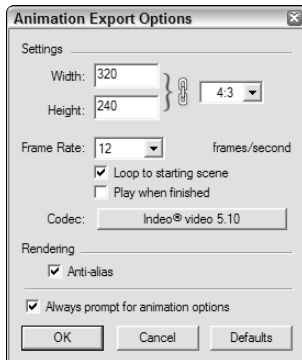 Animation Export Options
Settings
Width: 320
Height: 240
4:3
Frame Rate: 12 frames/second
Loop to starting scene
Play when finished
Codec: Indeo® video 5.10
Rendering
Anti-alias
Always prompt for animation options
OK Cancel Defaults